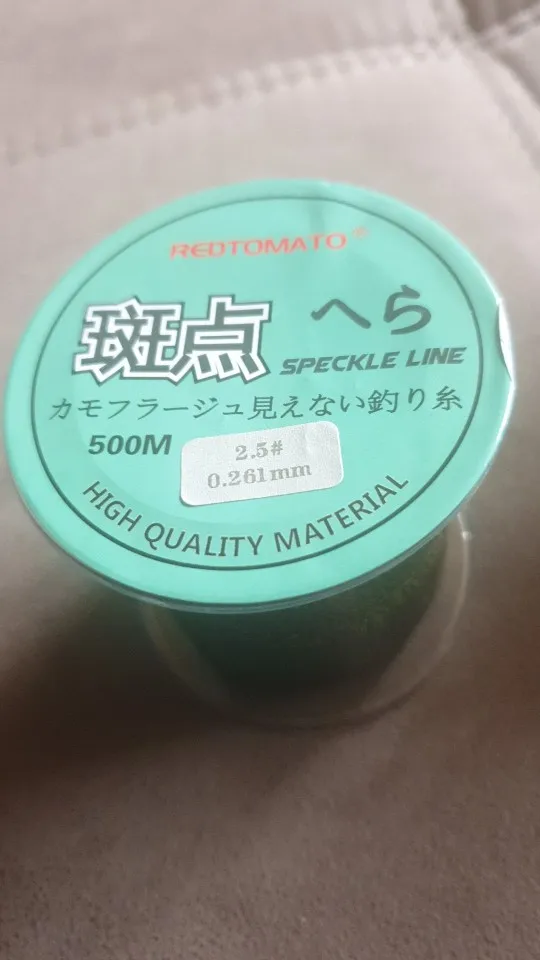 REDTOMATO®
斑点 へら
SPECKLE LINE
カモフラージュ見えない釣り糸
500M
2.5#
0.261mm
HIGH QUALITY MATERIAL